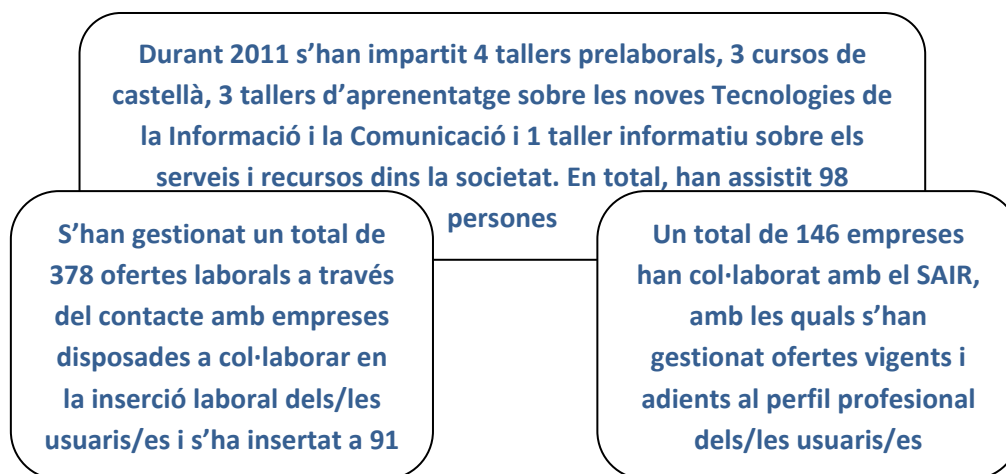 Durant 2011 s’han impartit 4 tallers prelaborals, 3 cursos de
castellà, 3 tallers d’aprenentatge sobre les noves Tecnologies de
la Informació i la Comunicació i 1 taller informatiu sobre els
serveis i recursos dins la societat. En total, han assistit 98
persones
S’han gestionat un total de
378 ofertes laborals a través
del contacte amb empreses
disposades a col·laborar en
la inserció laboral dels/les
usuaris/es i s’ha insertat a 91
Un total de 146 empreses
han col·laborat amb el SAIR,
amb les quals s’han
gestionat ofertes vigents i
adients al perfil profesional
dels/les usuaris/es